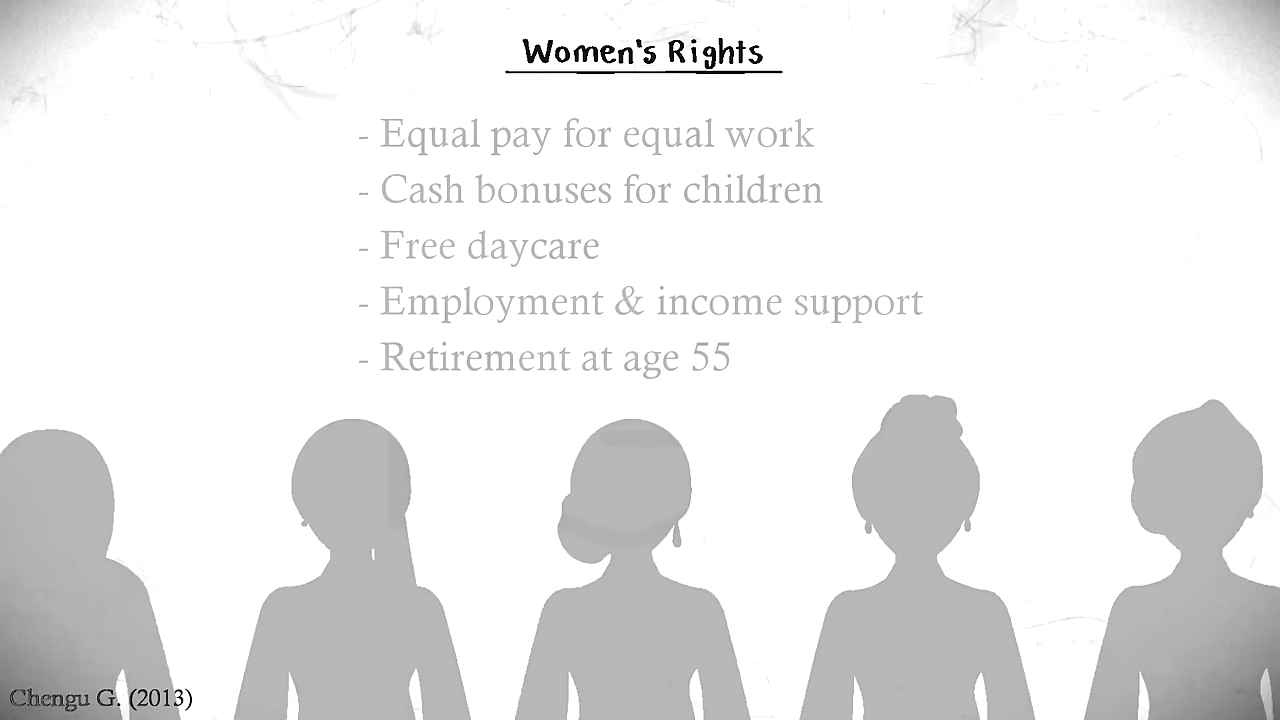 Women's Rights
- Equal pay for equal work
- Cash bonuses for children
- Free daycare
- Employment & income support
- Retirement at age 55
Chengu G. (2013)